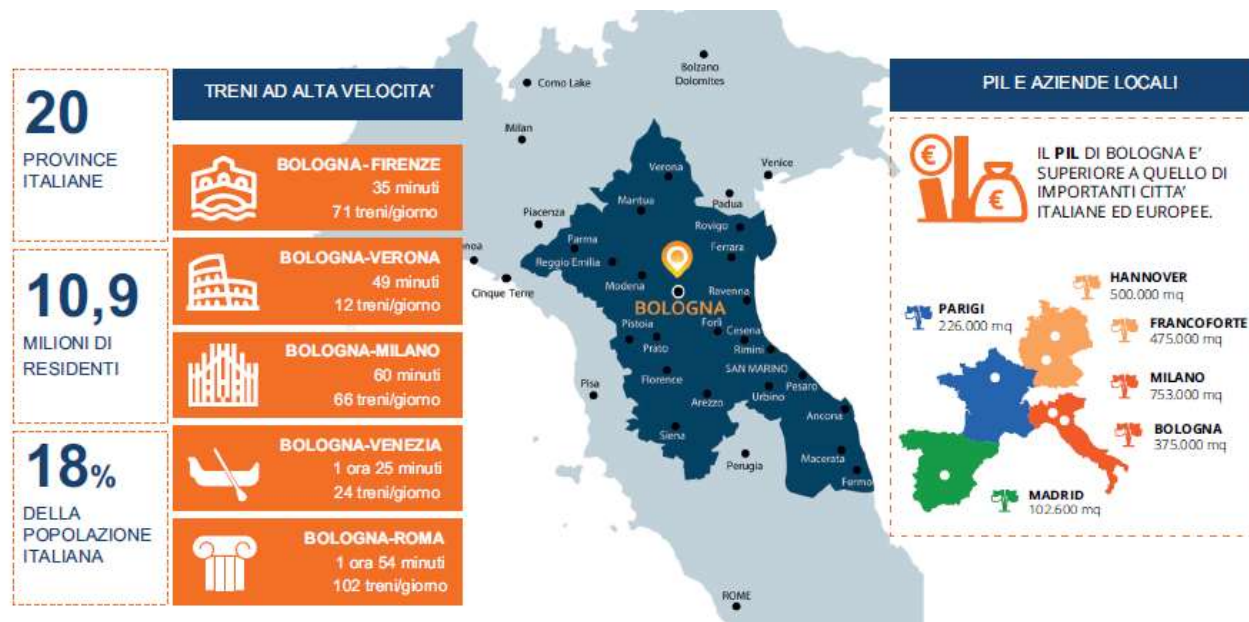 20
PROVINCE
ITALIANE
10,9
MILIONI DI
RESIDENTI
18%
DELLA
POPOLAZIONE
ITALIANA
TRENI AD ALTA VELOCITA'
BOLOGNA-FIRENZE
35 minuti
71 treni/giorno
BOLOGNA-VERONA
49 minuti
12 treni/giorno
BOLOGNA-MILANO
60 minuti
66 treni/giorno
BOLOGNA-VENEZIA
1 ora 25 minuti
24 treni/giorno
BOLOGNA-ROMA
1 ora 54 minuti
102 treni/giorno
Bolzano
Dolomites
Como Lake
Milan
Verona
Venice
Mantua
Padua
Piacenza
Rovigo
Parma
Ferrara
noa
Reggio Emilia
Cinque Terre
Modena
Ravenna
BOLOGNA
Pistoia
Forlì
Cesena
Prato
Rimini
SAN MARINO
Florence
Pisa
Pesaro
Arezzo
Urbino
Ancona
Siena
Macerata
Perugia
Fermo
ROME
PIL E AZIENDE LOCALI
IL PIL DI BOLOGNA E'
SUPERIORE A QUELLO DI
IMPORTANTI CITTA'
ITALIANE ED EUROPEE.
HANNOVER
500.000 mq
PARIGI
226.000 mq
FRANCOFORTE
475.000 mq
MILANO
753.000 mq
BOLOGNA
375.000 mq
MADRID
102.600 mq